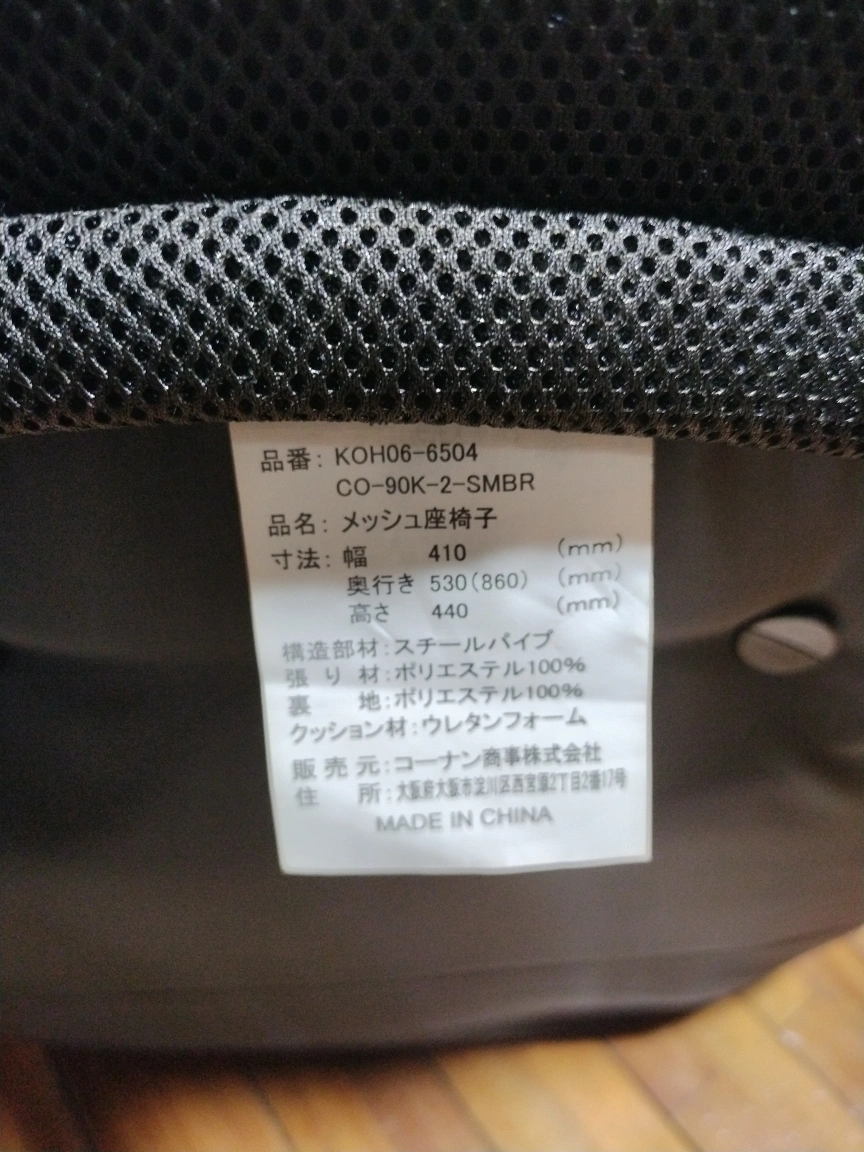 品番: KOH06-6504
CO-90K-2-SMBR
品名: メッシュ座椅子
寸法: 幅 410 (mm)
奥行き 530(860) (mm)
高さ 440 (mm)
構造部材:スチールパイプ
張り材:ポリエステル100%
裏地:ポリエステル100%
クッション材:ウレタンフォーム
販売元:コーナン商事株式会社
住所:大阪府大阪市淀川区西宮原2丁目2番17号
MADE IN CHINA